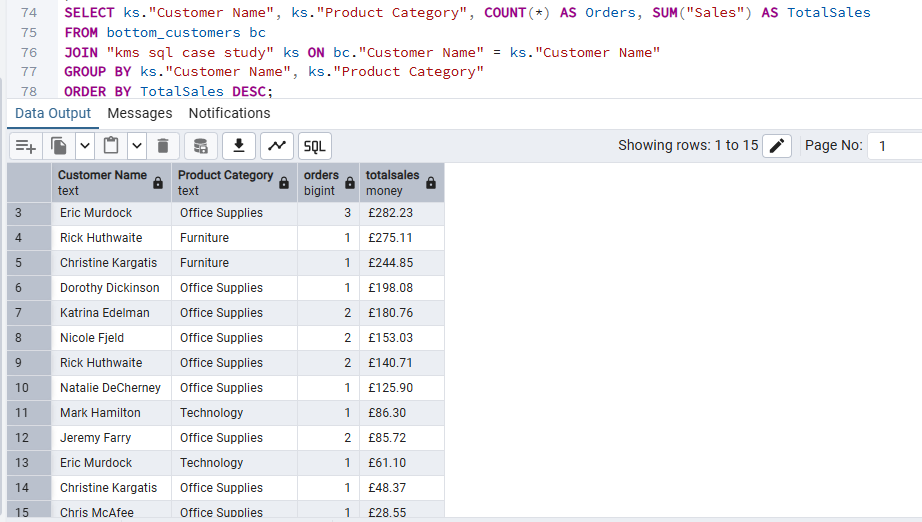 74 SELECT ks."Customer Name", ks."Product Category", COUNT(*) AS Orders, SUM("Sales") AS TotalSales
75 FROM bottom_customers bc
76 JOIN "kms sql case study" ks ON bc."Customer Name" = ks."Customer Name"
77 GROUP BY ks."Customer Name", ks."Product Category"
78 ORDER BY TotalSales DESC;
Data Output Messages Notifications
SQL Showing rows: 1 to 15 Page No: 1
Customer Name Product Category orders totalsales
text text bigint money
3 Eric Murdock Office Supplies 3 £282.23
4 Rick Huthwaite Furniture 1 £275.11
5 Christine Kargatis Furniture 1 £244.85
6 Dorothy Dickinson Office Supplies 1 £198.08
7 Katrina Edelman Office Supplies 2 £180.76
8 Nicole Fjeld Office Supplies 2 £153.03
9 Rick Huthwaite Office Supplies 2 £140.71
10 Natalie DeCherney Office Supplies 1 £125.90
11 Mark Hamilton Technology 1 £86.30
12 Jeremy Farry Office Supplies 2 £85.72
13 Eric Murdock Technology 1 £61.10
14 Christine Kargatis Office Supplies 1 £48.37
15 Chris McAfee Office Supplies 1 £28.55